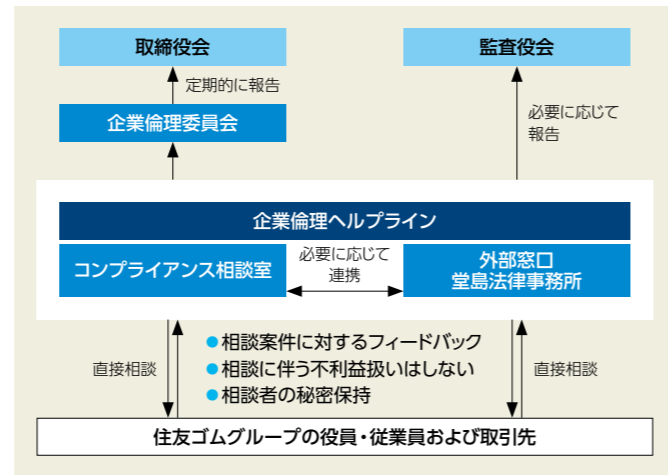 取締役会
監査役会
定期的に報告
企業倫理委員会
必要に応じて
報告
企業倫理ヘルプライン
コンプライアンス相談室
必要に応じて
連携
外部窓口
堂島法律事務所
直接相談
●相談案件に対するフィードバック
●相談に伴う不利益扱いはしない
●相談者の秘密保持
直接相談
住友ゴムグループの役員・従業員および取引先